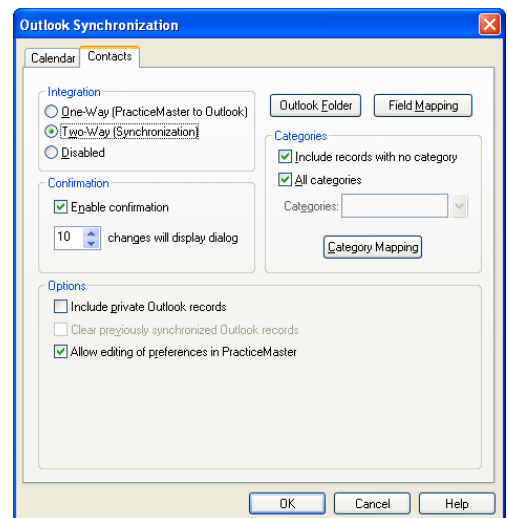 Outlook Synchronization
Calendar Contacts
Integration
One-Way (PracticeMaster to Outlook)
Two-Way (Synchronization)
Disabled
Outlook Folder Field Mapping
Categories
Include records with no category
All categories
Categories:
Category Mapping
Confirmation
Enable confirmation
10 changes will display dialog
Options
Include private Outlook records
Clear previously synchronized Outlook records
Allow editing of preferences in PracticeMaster
OK Cancel Help